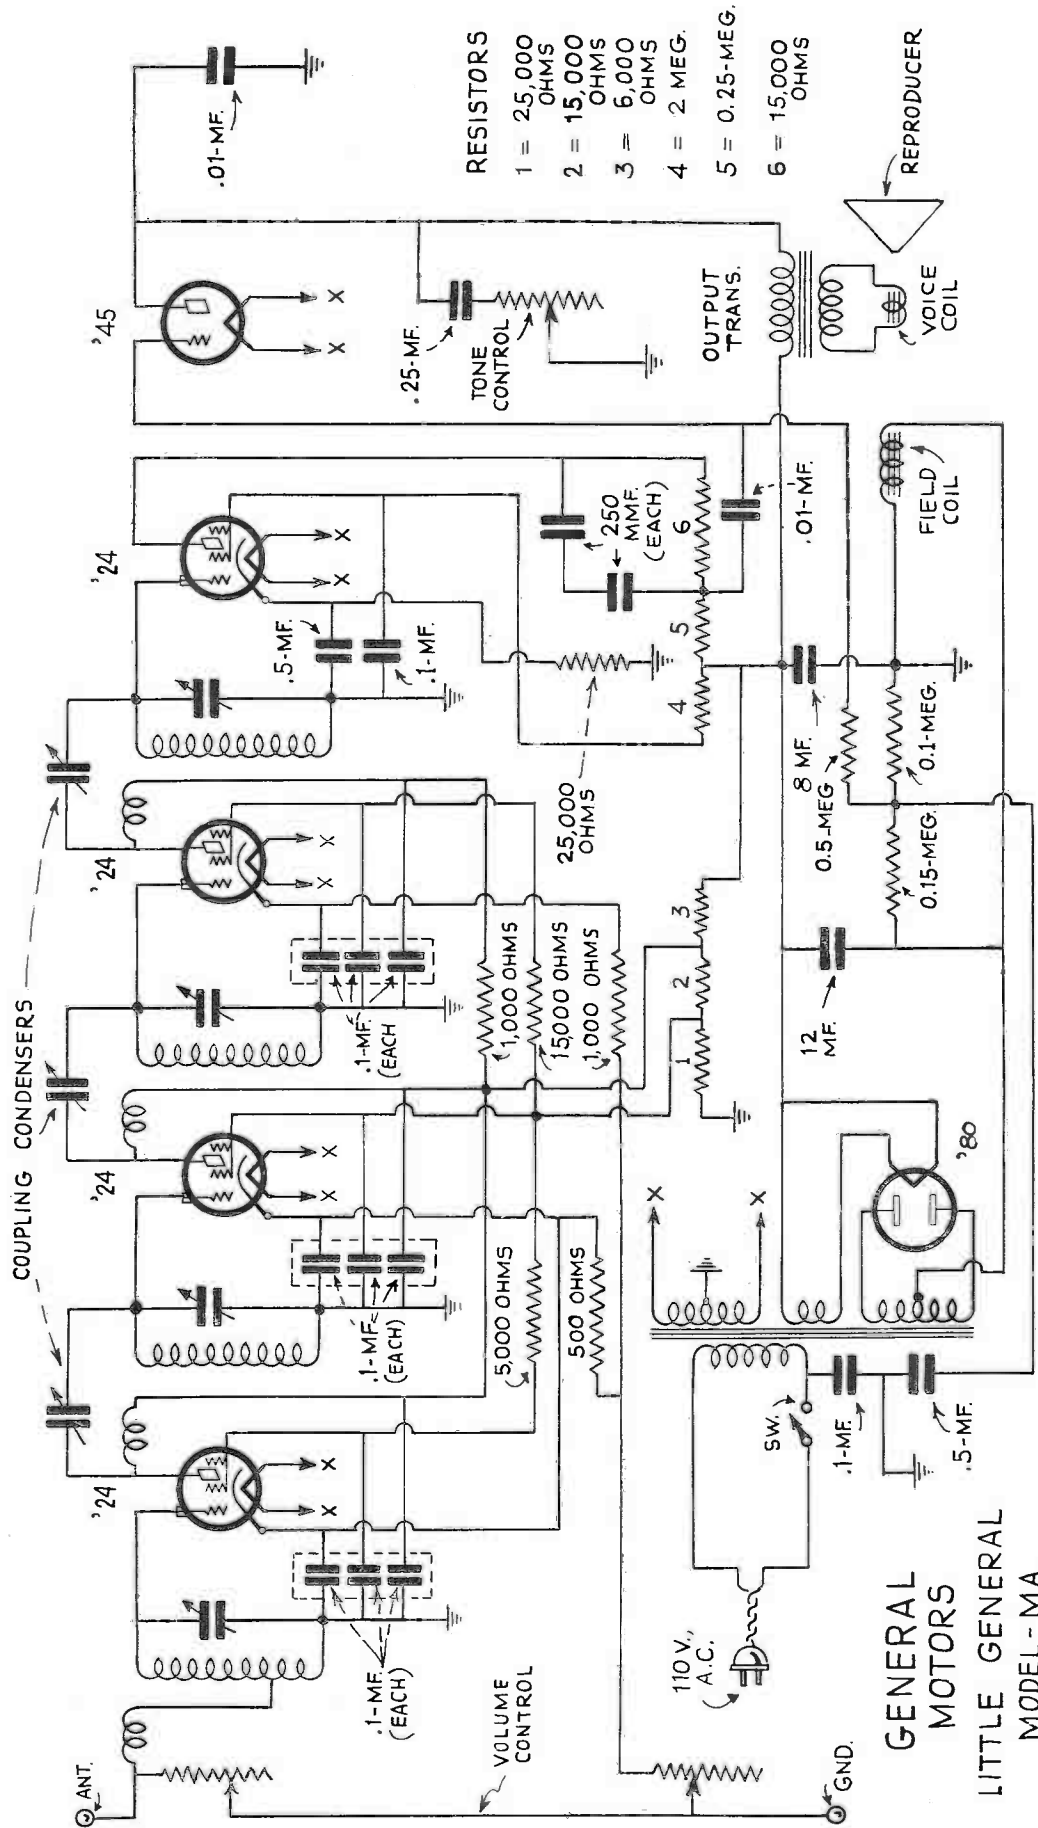 COUPLING CONDENSERS
ANT.
'24
'24
'24
'24
'45
.01-MF.
.1-MF.
(EACH)
.1-MF.
(EACH)
.1-MF.
(EACH
.5-MF.
.1-MF.
X
X
X
X
X
X
X
X
X
X
.25-MF.
TONE
CONTROL
VOLUME
CONTROL
5,000 OHMS
500 OHMS
1,000 OHMS
15,000 OHMS
1,000 OHMS
25,000
OHMS
250
MMF.
(EACH)
RESISTORS
1 = 25,000
OHMS
2 = 15,000
OHMS
3 = 6,000
OHMS
4 = 2 MEG.
5 = 0.25-MEG.
6 = 15,000
OHMS
1
2
3
4
5
6
.01-MF.
OUTPUT
TRANS.
110 V.,
A.C.
SW.
X
X
.1-MF.
.5-MF.
12
MF.
8 MF.
0.5-MEG
0.15-MEG.
0.1-MEG.
FIELD
COIL
VOICE
COIL
REPRODUCER
'80
GND.
GENERAL
MOTORS
LITTLE GENERAL
MODEL-MA